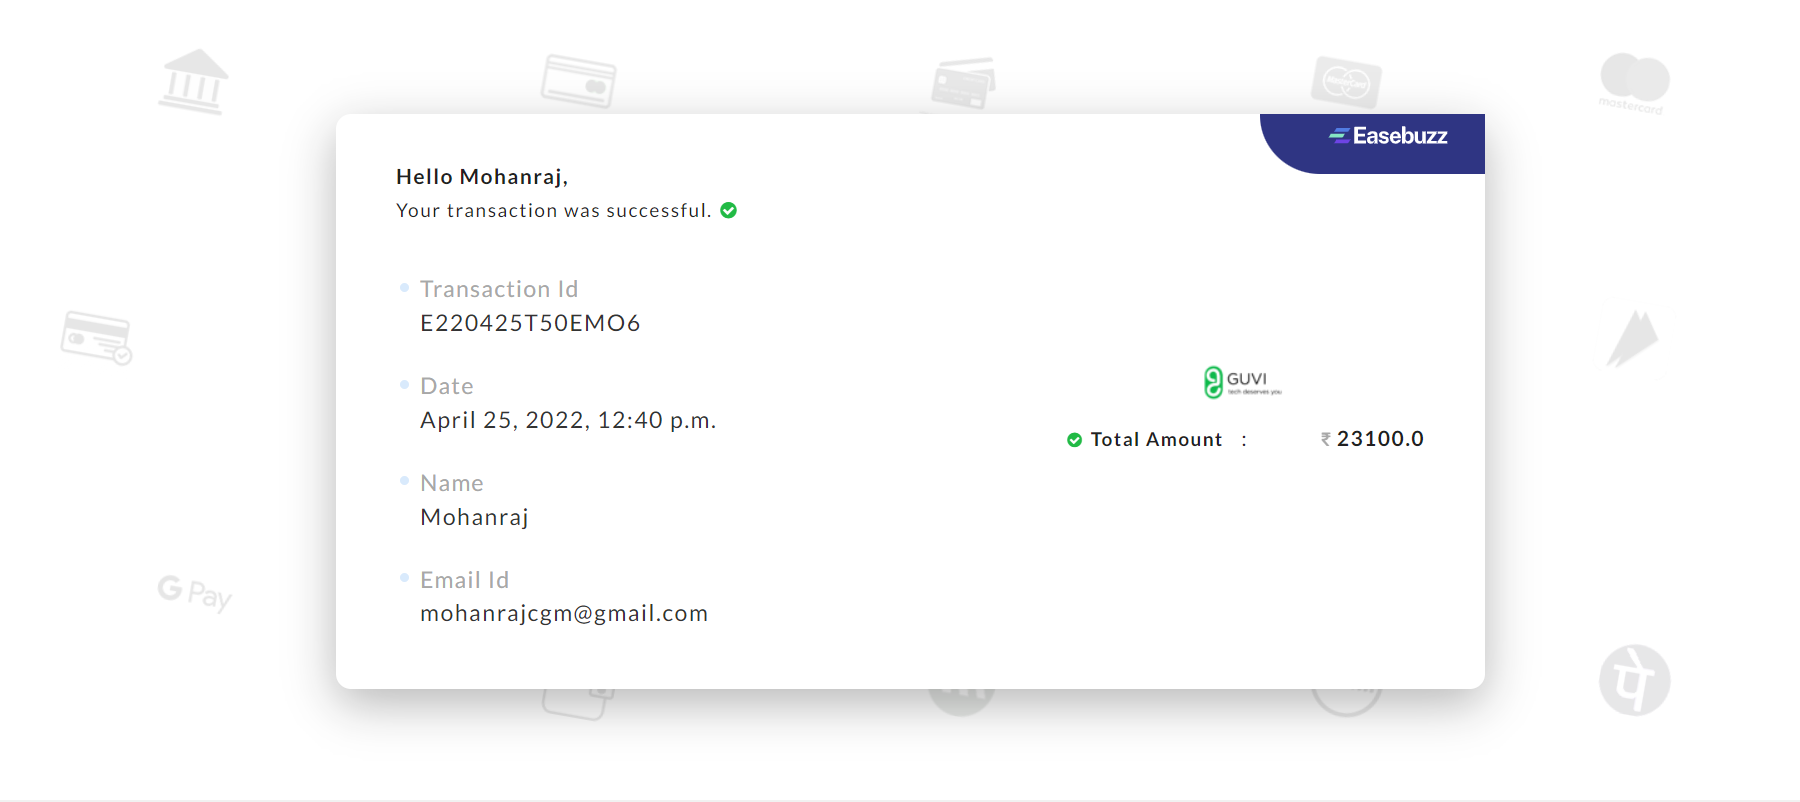 mastercard
Easebuzz
Hello Mohanraj,
Your transaction was successful.
Transaction Id
E220425T50EMO6
Date
April 25, 2022, 12:40 p.m.
Name
Mohanraj
Email Id
mohanrajcgm@gmail.com
GUVI
tech deserves you
Total Amount : ₹ 23100.0
G Pay
पे